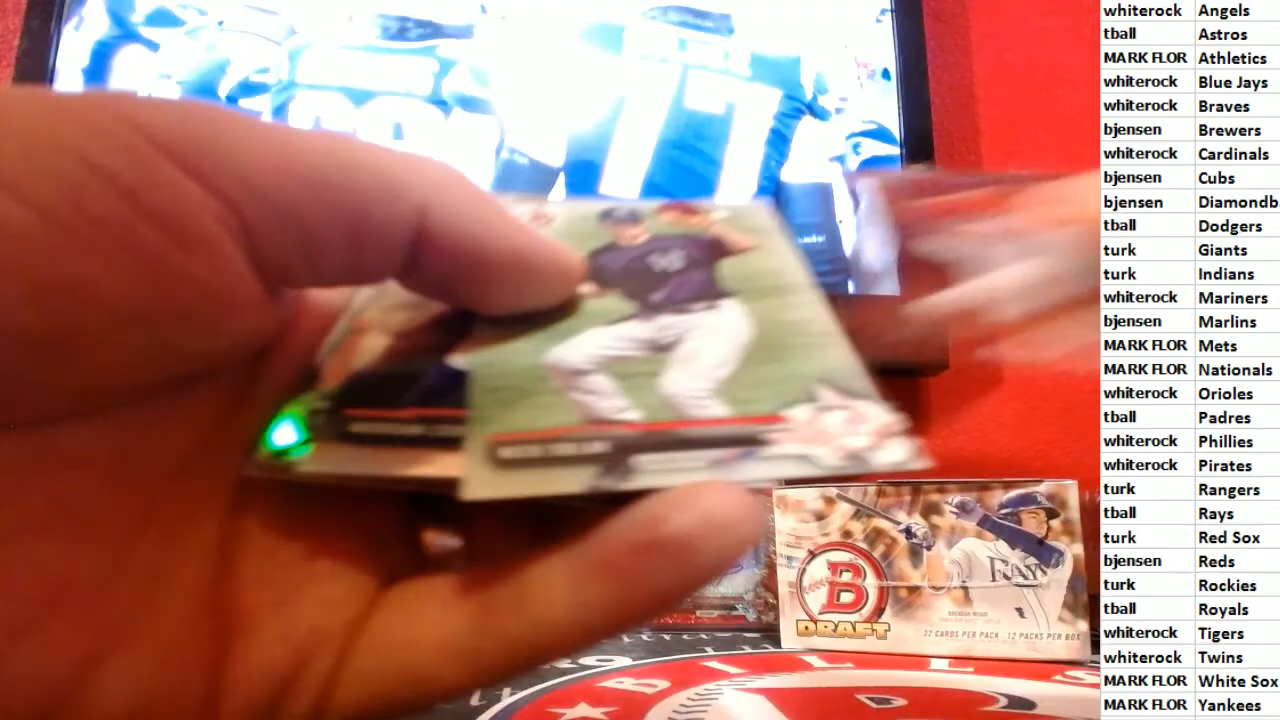 whiterock Angels
tball Astros
MARK FLOR Athletics
whiterock Blue Jays
whiterock Braves
bjensen Brewers
whiterock Cardinals
bjensen Cubs
bjensen Diamondb
tball Dodgers
turk Giants
turk Indians
whiterock Mariners
bjensen Marlins
MARK FLOR Mets
MARK FLOR Nationals
whiterock Orioles
tball Padres
whiterock Phillies
whiterock Pirates
turk Rangers
tball Rays
turk Red Sox
bjensen Reds
turk Rockies
tball Royals
whiterock Tigers
whiterock Twins
MARK FLOR White Sox
MARK FLOR Yankees
RAYS
B
DRAFT
BRENDAN MCKAY
32 CARDS PER PACK · 12 PACKS PER BOX
BILLE